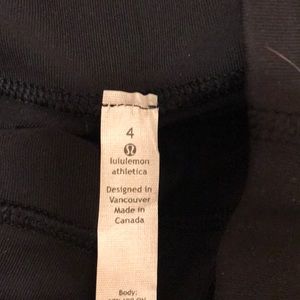 4
lululemon
athletica
Designed in
Vancouver
Made in
Canada
Body: